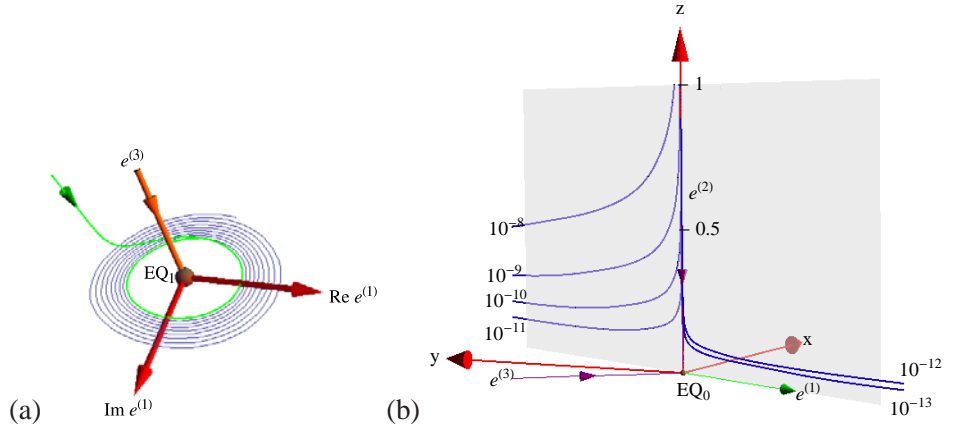 e^(3)
EQ₁
Re e^(1)
Im e^(1)
(a)
z
1
e^(2)
10^−8
0.5
10^−9
10^−10
10^−11
x
y
e^(3)
EQ₀
e^(1)
10^−12
10^−13
(b)